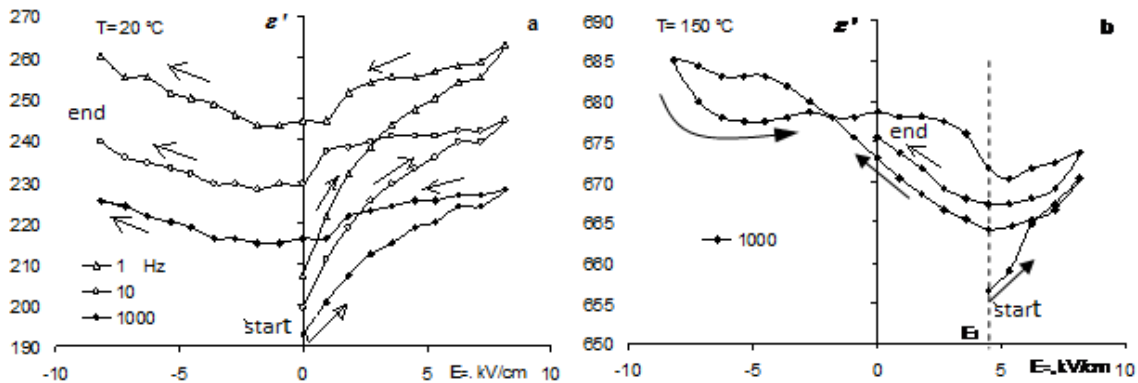 270
260
250
240
230
220
210
200
190
T= 20 ºC
ε'
a
end
start
1 Hz
10
1000
-10
-5
0
5
10
E=. kV/cm
690
685
680
675
670
665
660
655
650
T= 150 ºC
ε'
b
end
1000
start
-10
-5
0
5
10
E=. kV/cm